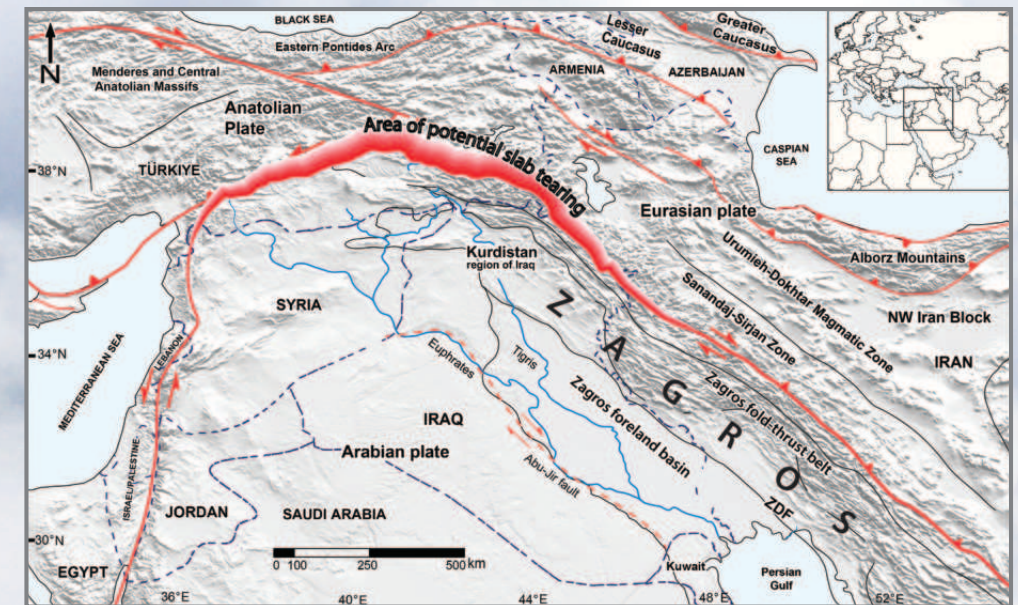 BLACK SEA
Eastern Pontides Arc
Lesser
Caucasus
Greater
Caucasus
N
Menderes and Central
Anatolian Massifs
ARMENIA
AZERBAIJAN
Anatolian
Plate
Area of potential slab tearing
CASPIAN
SEA
38°N
TÜRKIYE
Eurasian plate
Urumieh-Dokhtar Magmatic Zone
Alborz Mountains
Kurdistan
region of Iraq
Sanandaj-Sirjan Zone
SYRIA
NW Iran Block
ZAGROS
MEDITERRANEAN SEA
LEBANON
34°N
IRAN
Euphrates
Tigris
Zagros foreland basin
Zagros fold-thrust belt
IRAQ
Arabian plate
Abu-Jir fault
ISRAEL/PALESTINE
JORDAN
SAUDI ARABIA
ZDF
30°N
0 100 250 500 km
EGYPT
Kuwait
Persian
Gulf
36°E
40°E
44°E
48°E
52°E